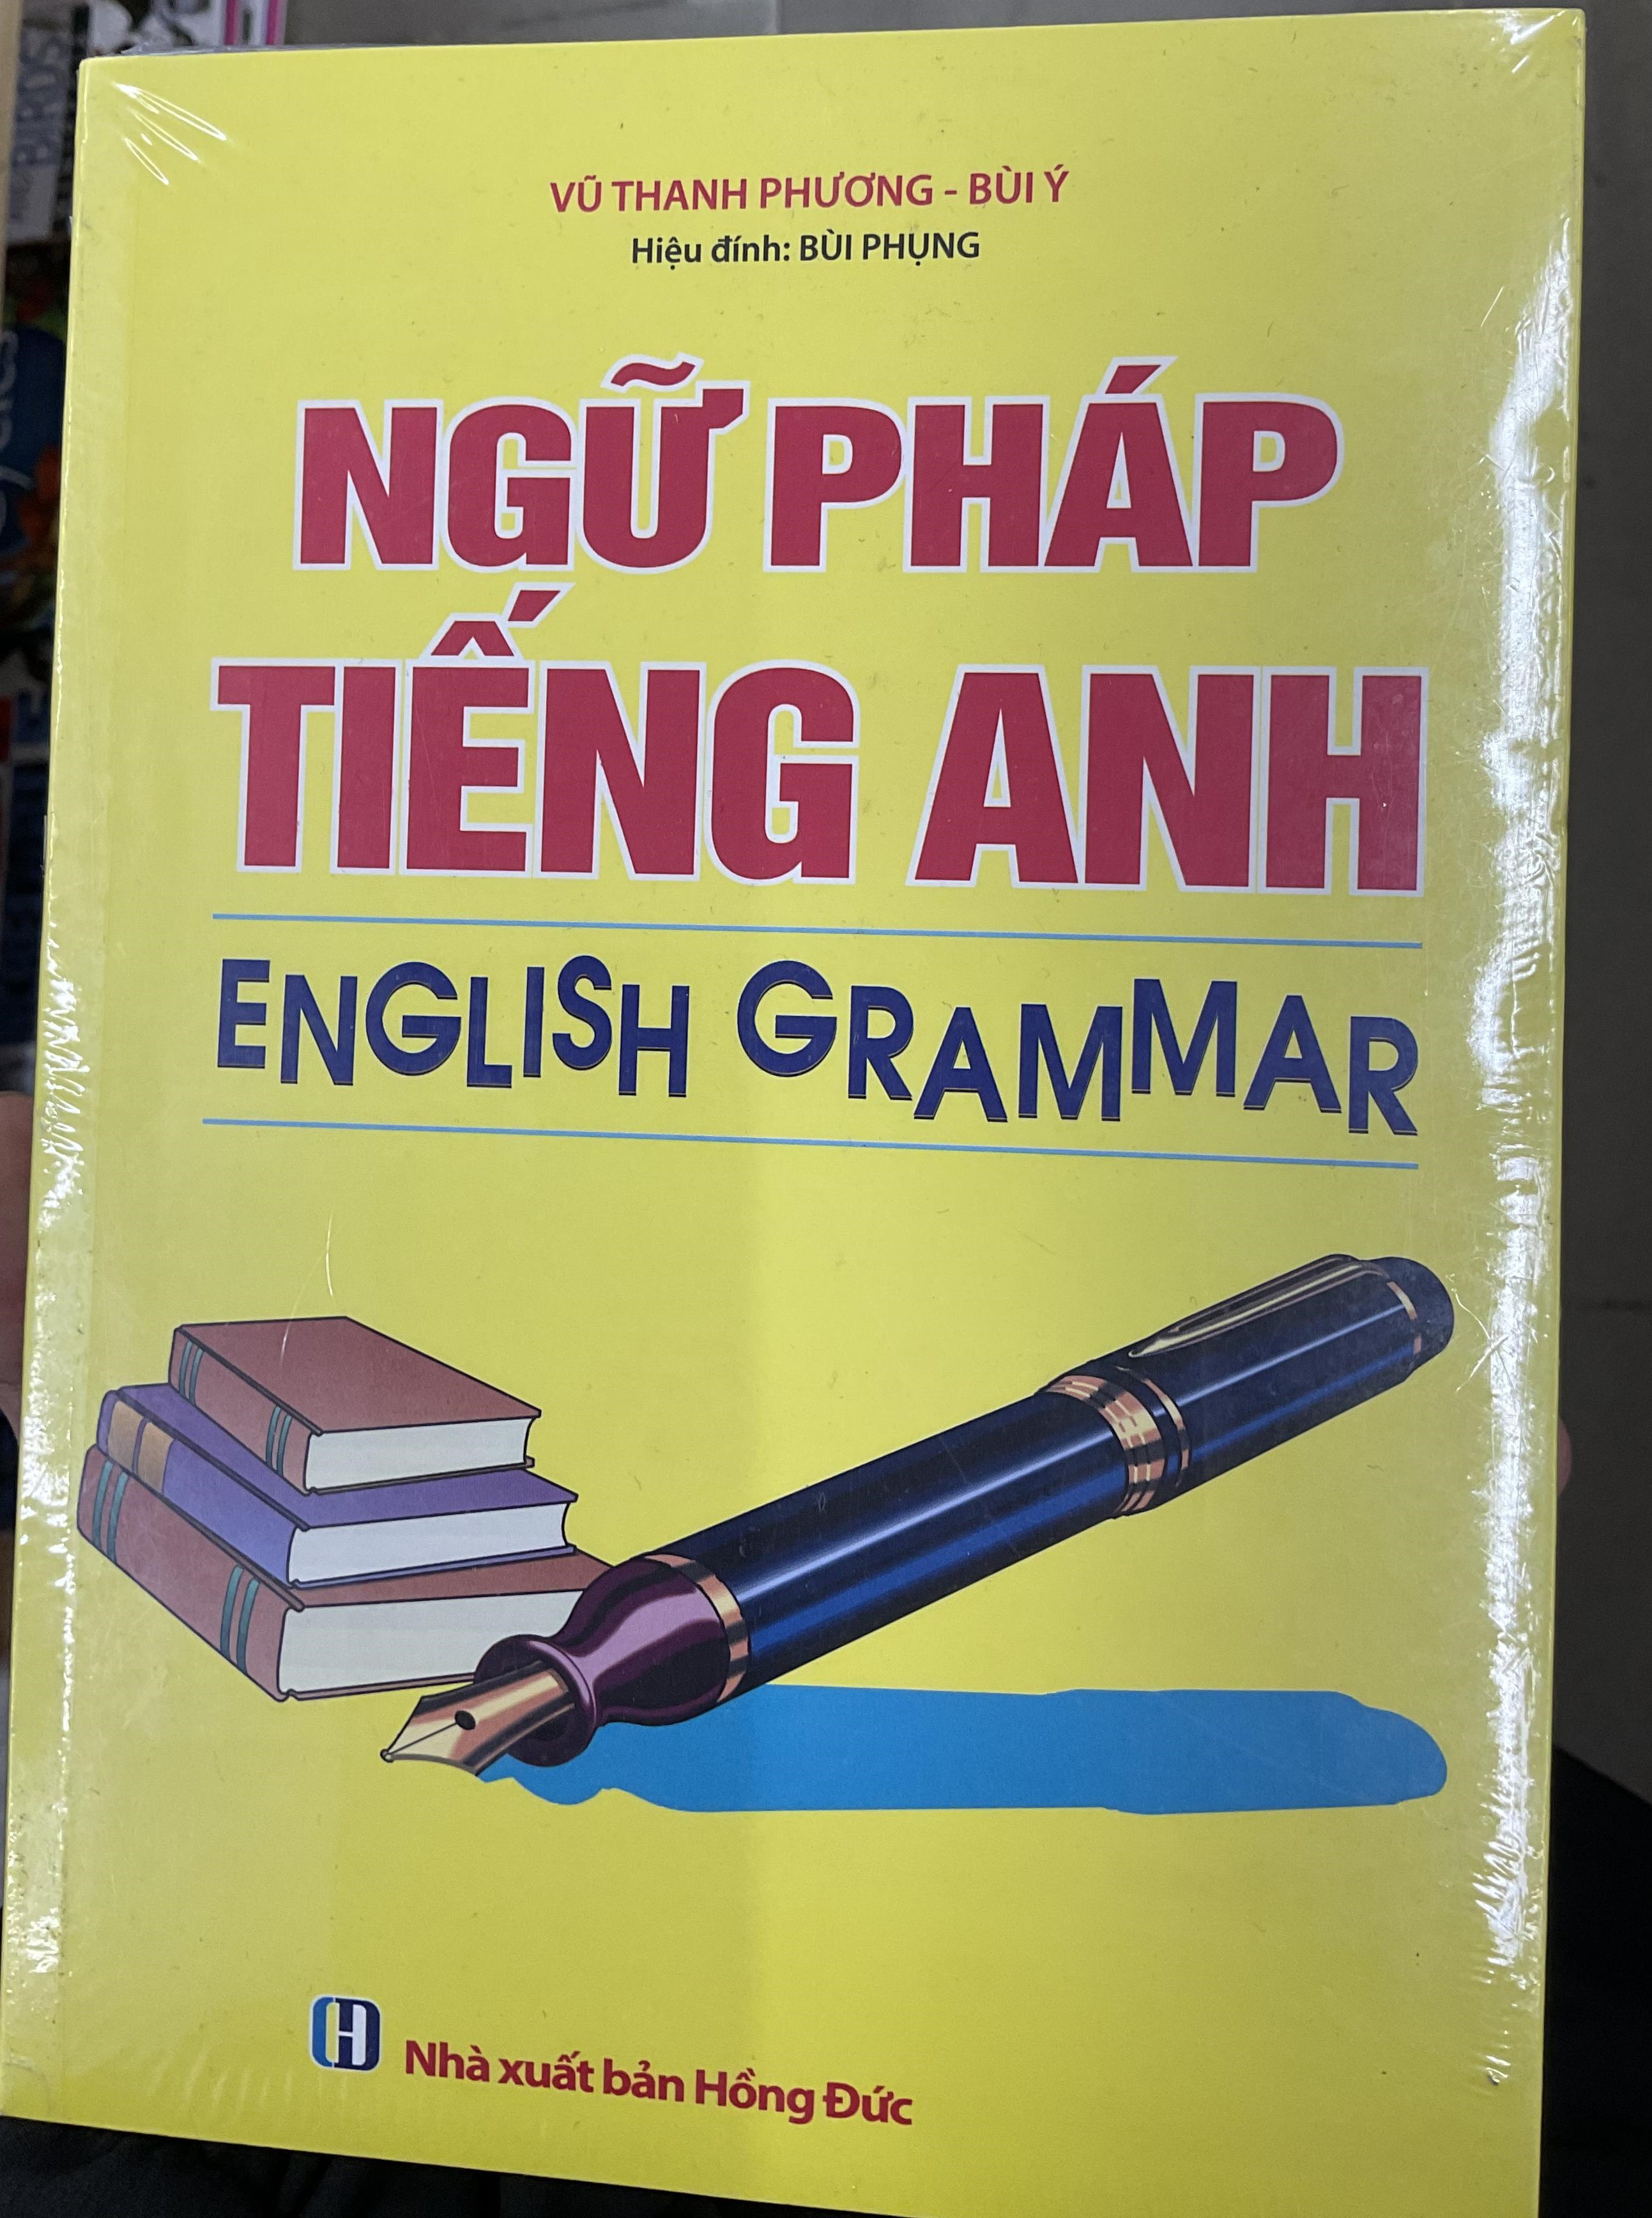 VŨ THANH PHƯƠNG - BÙI Ý
Hiệu đính: BÙI PHỤNG
NGỮ PHÁP
TIẾNG ANH
ENGLISH GRAMMAR
Nhà xuất bản Hồng Đức
BIRDS